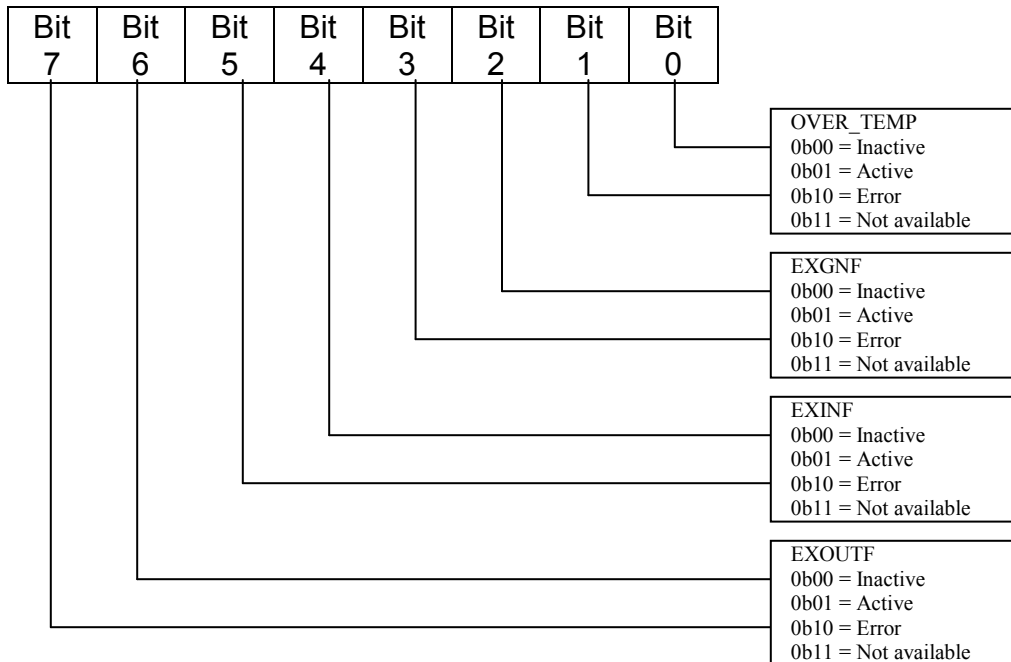 Bit Bit Bit Bit Bit Bit Bit Bit
7 6 5 4 3 2 1 0
OVER_TEMP
0b00 = Inactive
0b01 = Active
0b10 = Error
0b11 = Not available
EXGNF
0b00 = Inactive
0b01 = Active
0b10 = Error
0b11 = Not available
EXINF
0b00 = Inactive
0b01 = Active
0b10 = Error
0b11 = Not available
EXOUTF
0b00 = Inactive
0b01 = Active
0b10 = Error
0b11 = Not available